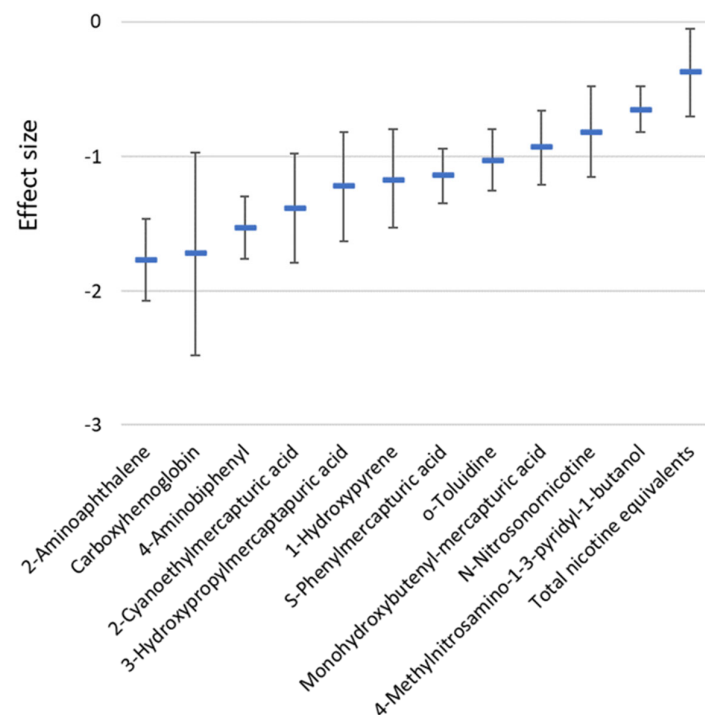 0
-1
-2
-3
Effect size
2-Aminoaphthalene
Carboxyhemoglobin
4-Aminobiphenyl
2-Cyanoethylmercapturic acid
3-Hydroxypropylmercaptapuric acid
1-Hydroxypyrene
S-Phenylmercapturic acid
o-Toluidine
Monohydroxybutenyl-mercapturic acid
N-Nitrosonornicotine
4-Methylnitrosamino-1-3-pyridyl-1-butanol
Total nicotine equivalents